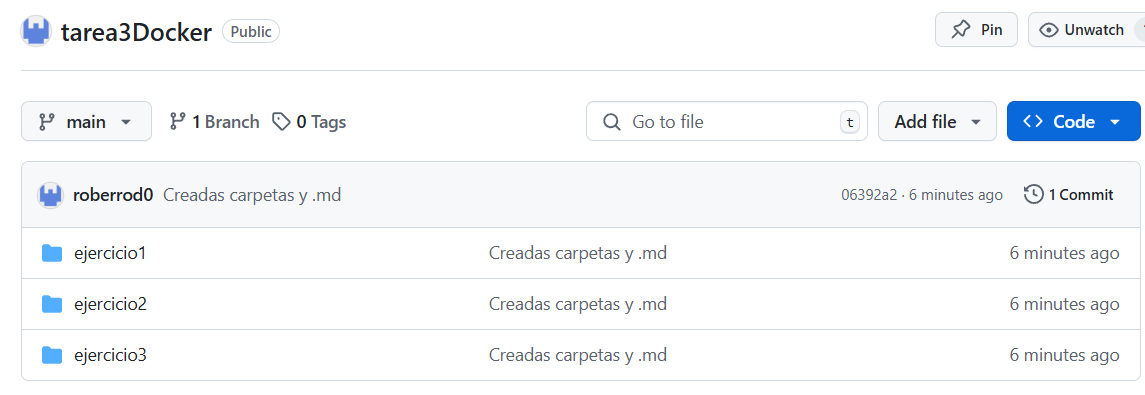 tarea3Docker Public Pin Unwatch
main 1 Branch 0 Tags Go to file t Add file Code
roberrod0 Creadas carpetas y .md 06392a2 · 6 minutes ago 1 Commit
ejercicio1 Creadas carpetas y .md 6 minutes ago
ejercicio2 Creadas carpetas y .md 6 minutes ago
ejercicio3 Creadas carpetas y .md 6 minutes ago